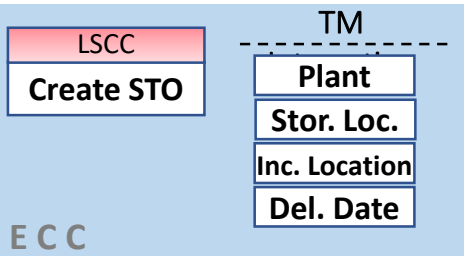 LSCC
Create STO
TM
Plant
Stor. Loc.
Inc. Location
Del. Date
E C C